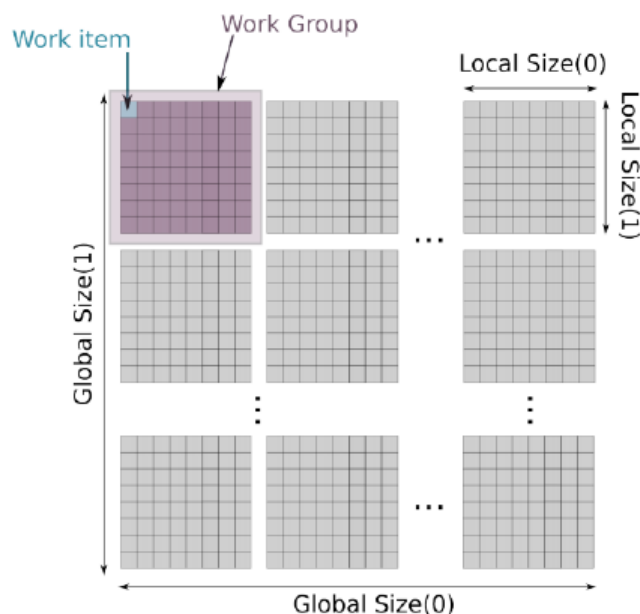 Work Group
Work item
Local Size(0)
Local Size(1)
...
Global Size(1)
...
...
...
Global Size(0)